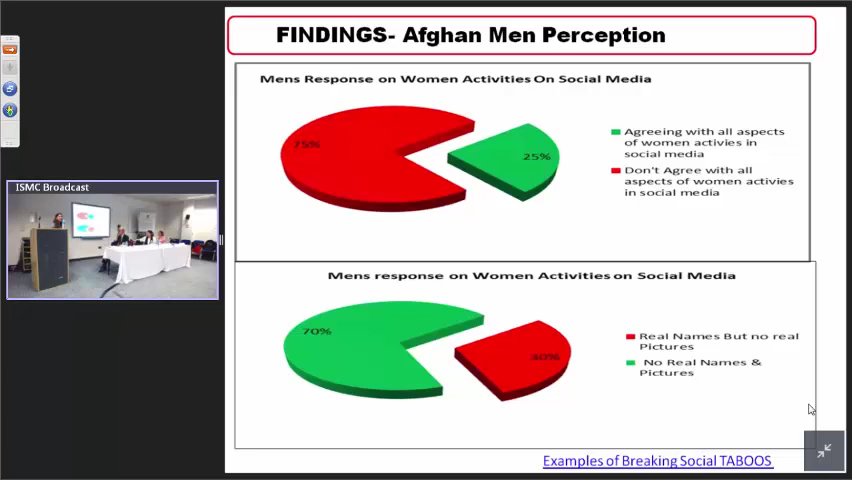 FINDINGS- Afghan Men Perception
ISMC Broadcast
Mens Response on Women Activities On Social Media
75%
25%
Agreeing with all aspects
of women activies in
social media
Don't Agree with all
aspects of women activies
in social media
Mens response on Women Activities on Social Media
70%
Real Names But no real
Pictures
No Real Names &
Pictures
Examples of Breaking Social TABOOS